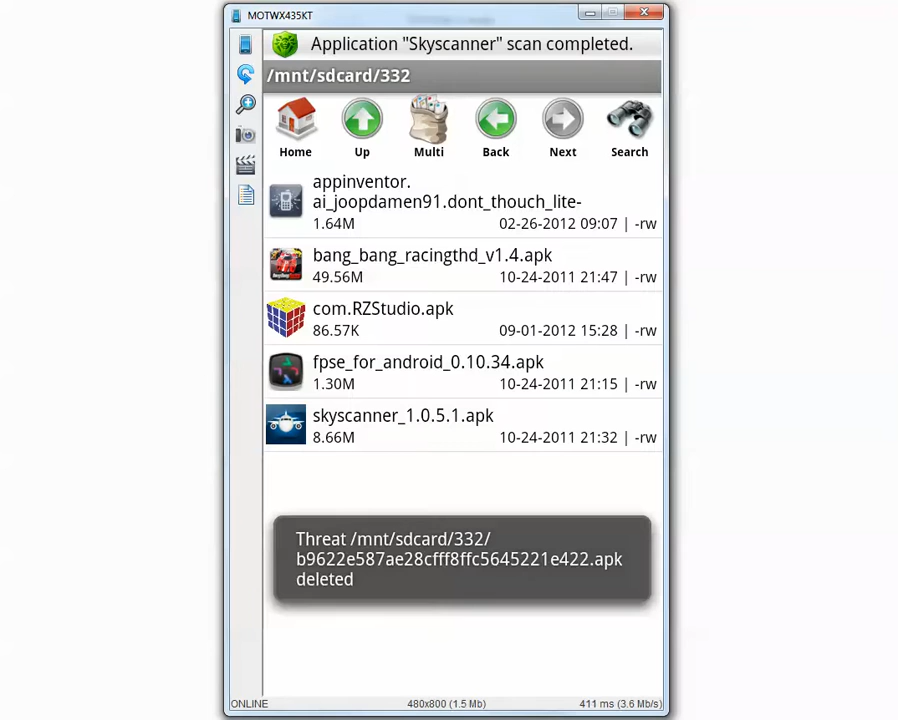 MOTWX435KT
Application "Skyscanner" scan completed.
/mnt/sdcard/332
Home Up Multi Back Next Search
appinventor.
ai_joopdamen91.dont_thouch_lite-
1.64M 02-26-2012 09:07 | -rw
bang_bang_racingthd_v1.4.apk
49.56M 10-24-2011 21:47 | -rw
com.RZStudio.apk
86.57K 09-01-2012 15:28 | -rw
fpse_for_android_0.10.34.apk
1.30M 10-24-2011 21:15 | -rw
skyscanner_1.0.5.1.apk
8.66M 10-24-2011 21:32 | -rw
Threat /mnt/sdcard/332/
b9622e587ae28cfff8ffc5645221e422.apk
deleted
ONLINE 480x800 (1.5 Mb) 411 ms (3.6 Mb/s)